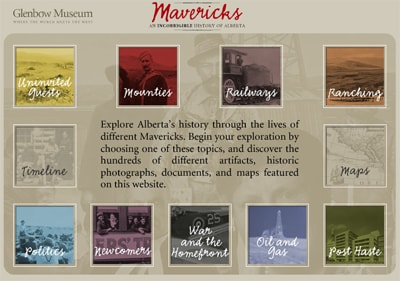 Glenbow Museum
WHERE THE WORLD MEETS THE WEST
Mavericks
AN INCORRIGIBLE HISTORY OF ALBERTA
Uninvited
Guests
Mounties
Railways
Ranching
Explore Alberta's history through the lives of
different Mavericks. Begin your exploration by
choosing one of these topics, and discover the
hundreds of different artifacts, historic
photographs, documents, and maps featured
on this website.
Timeline
Maps
Politics
Newcomers
War
and the
Homefront
Oil and
Gas
Post Haste
25